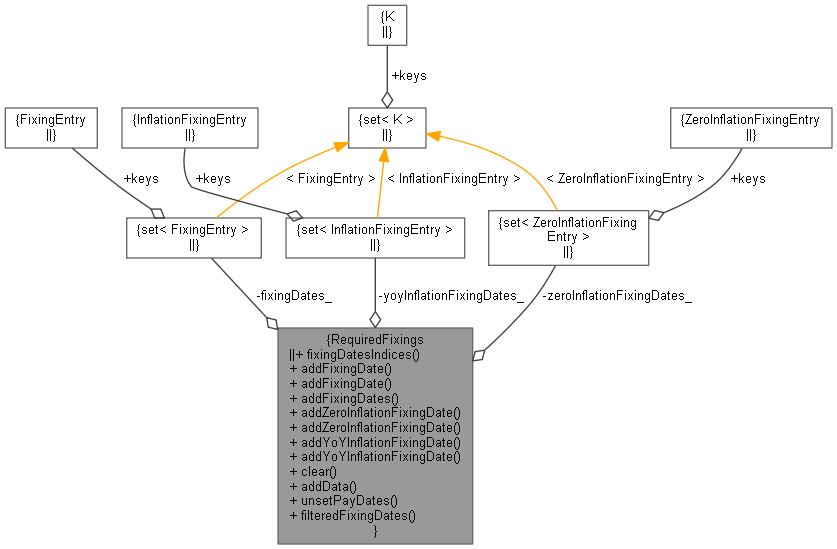 {K
||}
+keys
{FixingEntry
||}
{InflationFixingEntry
||}
{set< K >
||}
{ZeroInflationFixingEntry
||}
+keys
+keys
< FixingEntry >
< InflationFixingEntry >
< ZeroInflationFixingEntry >
+keys
{set< FixingEntry >
||}
{set< InflationFixingEntry >
||}
{set< ZeroInflationFixing
Entry >
||}
-fixingDates_
-yoyInflationFixingDates_
-zeroInflationFixingDates_
{RequiredFixings
||+ fixingDatesIndices()
+ addFixingDate()
+ addFixingDate()
+ addFixingDates()
+ addZeroInflationFixingDate()
+ addZeroInflationFixingDate()
+ addYoYInflationFixingDate()
+ addYoYInflationFixingDate()
+ clear()
+ addData()
+ unsetPayDates()
+ filteredFixingDates()
}